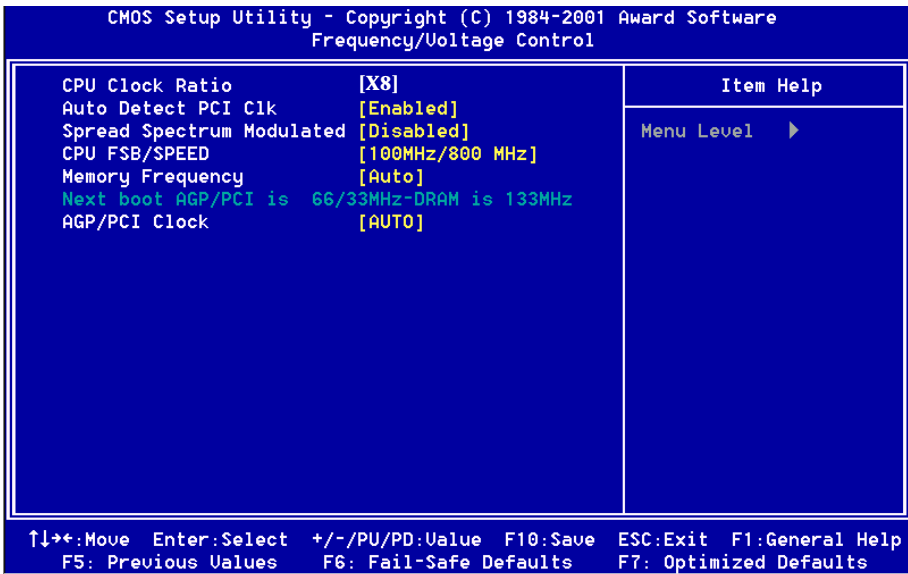 CMOS Setup Utility - Copyright (C) 1984-2001 Award Software
Frequency/Voltage Control
CPU Clock Ratio [X8]
Auto Detect PCI Clk [Enabled]
Spread Spectrum Modulated [Disabled]
CPU FSB/SPEED [100MHz/800 MHz]
Memory Frequency [Auto]
Next boot AGP/PCI is 66/33MHz-DRAM is 133MHz
AGP/PCI Clock [AUTO]
Item Help
Menu Level ▶
↑↓→←:Move Enter:Select +/-/PU/PD:Value F10:Save ESC:Exit F1:General Help
F5: Previous Values F6: Fail-Safe Defaults F7: Optimized Defaults